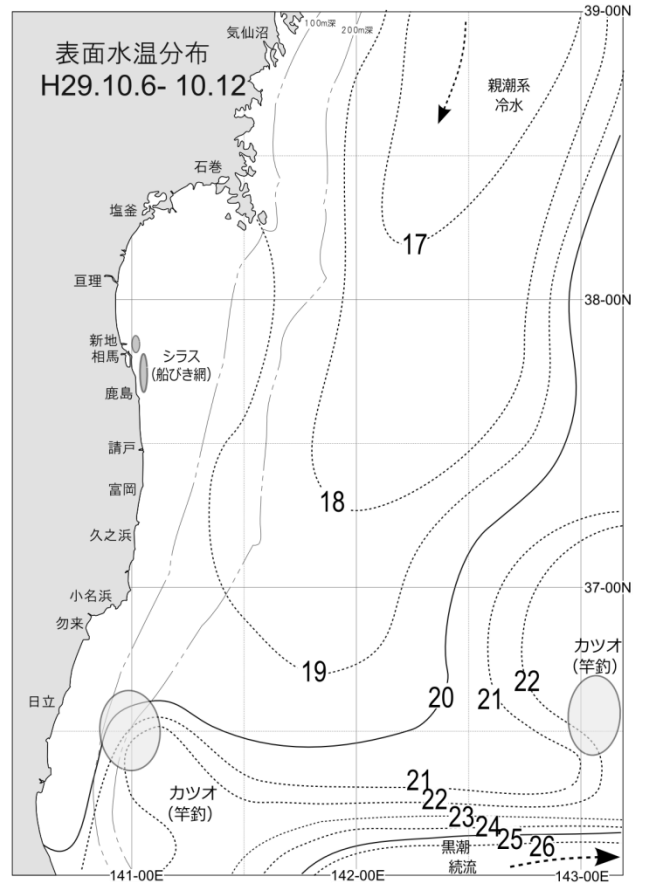 表面水温分布
H29.10.6- 10.12
気仙沼
100m深
200m深
39-00N
親潮系
冷水
石巻
塩釜
17
亘理
38-00N
新地
相馬
シラス
(船びき網)
鹿島
請戸
18
富岡
久之浜
37-00N
小名浜
勿来
19
カツオ
(竿釣)
20
21
22
日立
カツオ
(竿釣)
21
22
23
24
25
26
黒潮
続流
141-00E
142-00E
143-00E